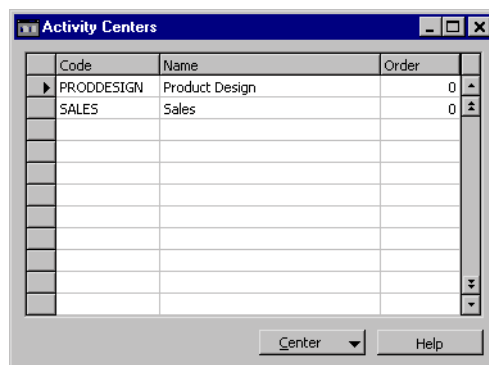 Activity Centers
Code Name Order
PRODDESIGN Product Design 0
SALES Sales 0
Center Help